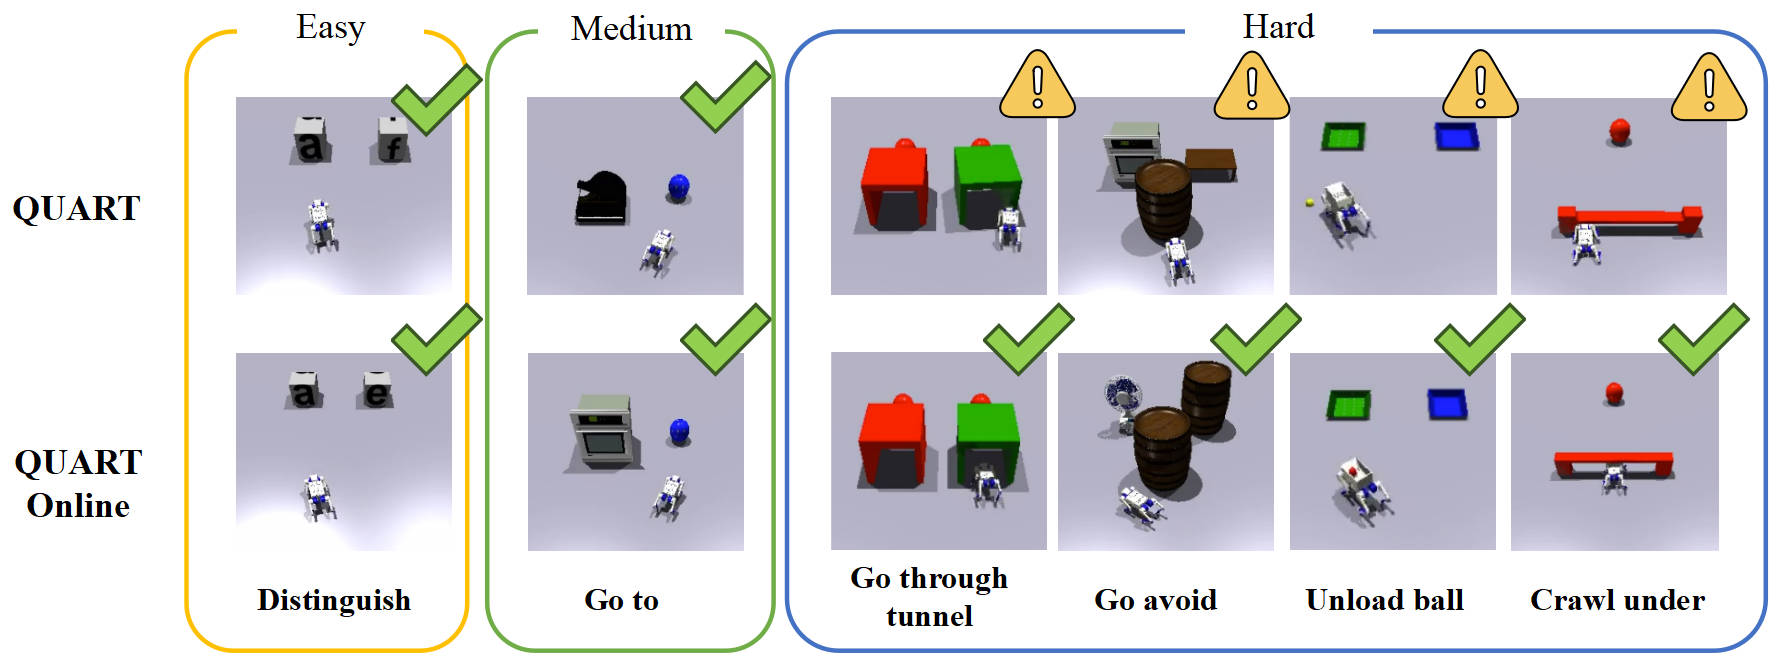 Easy
Medium
Hard
a f
QUART
a e
QUART
Online
Distinguish
Go to
Go through
tunnel
Go avoid
Unload ball
Crawl under